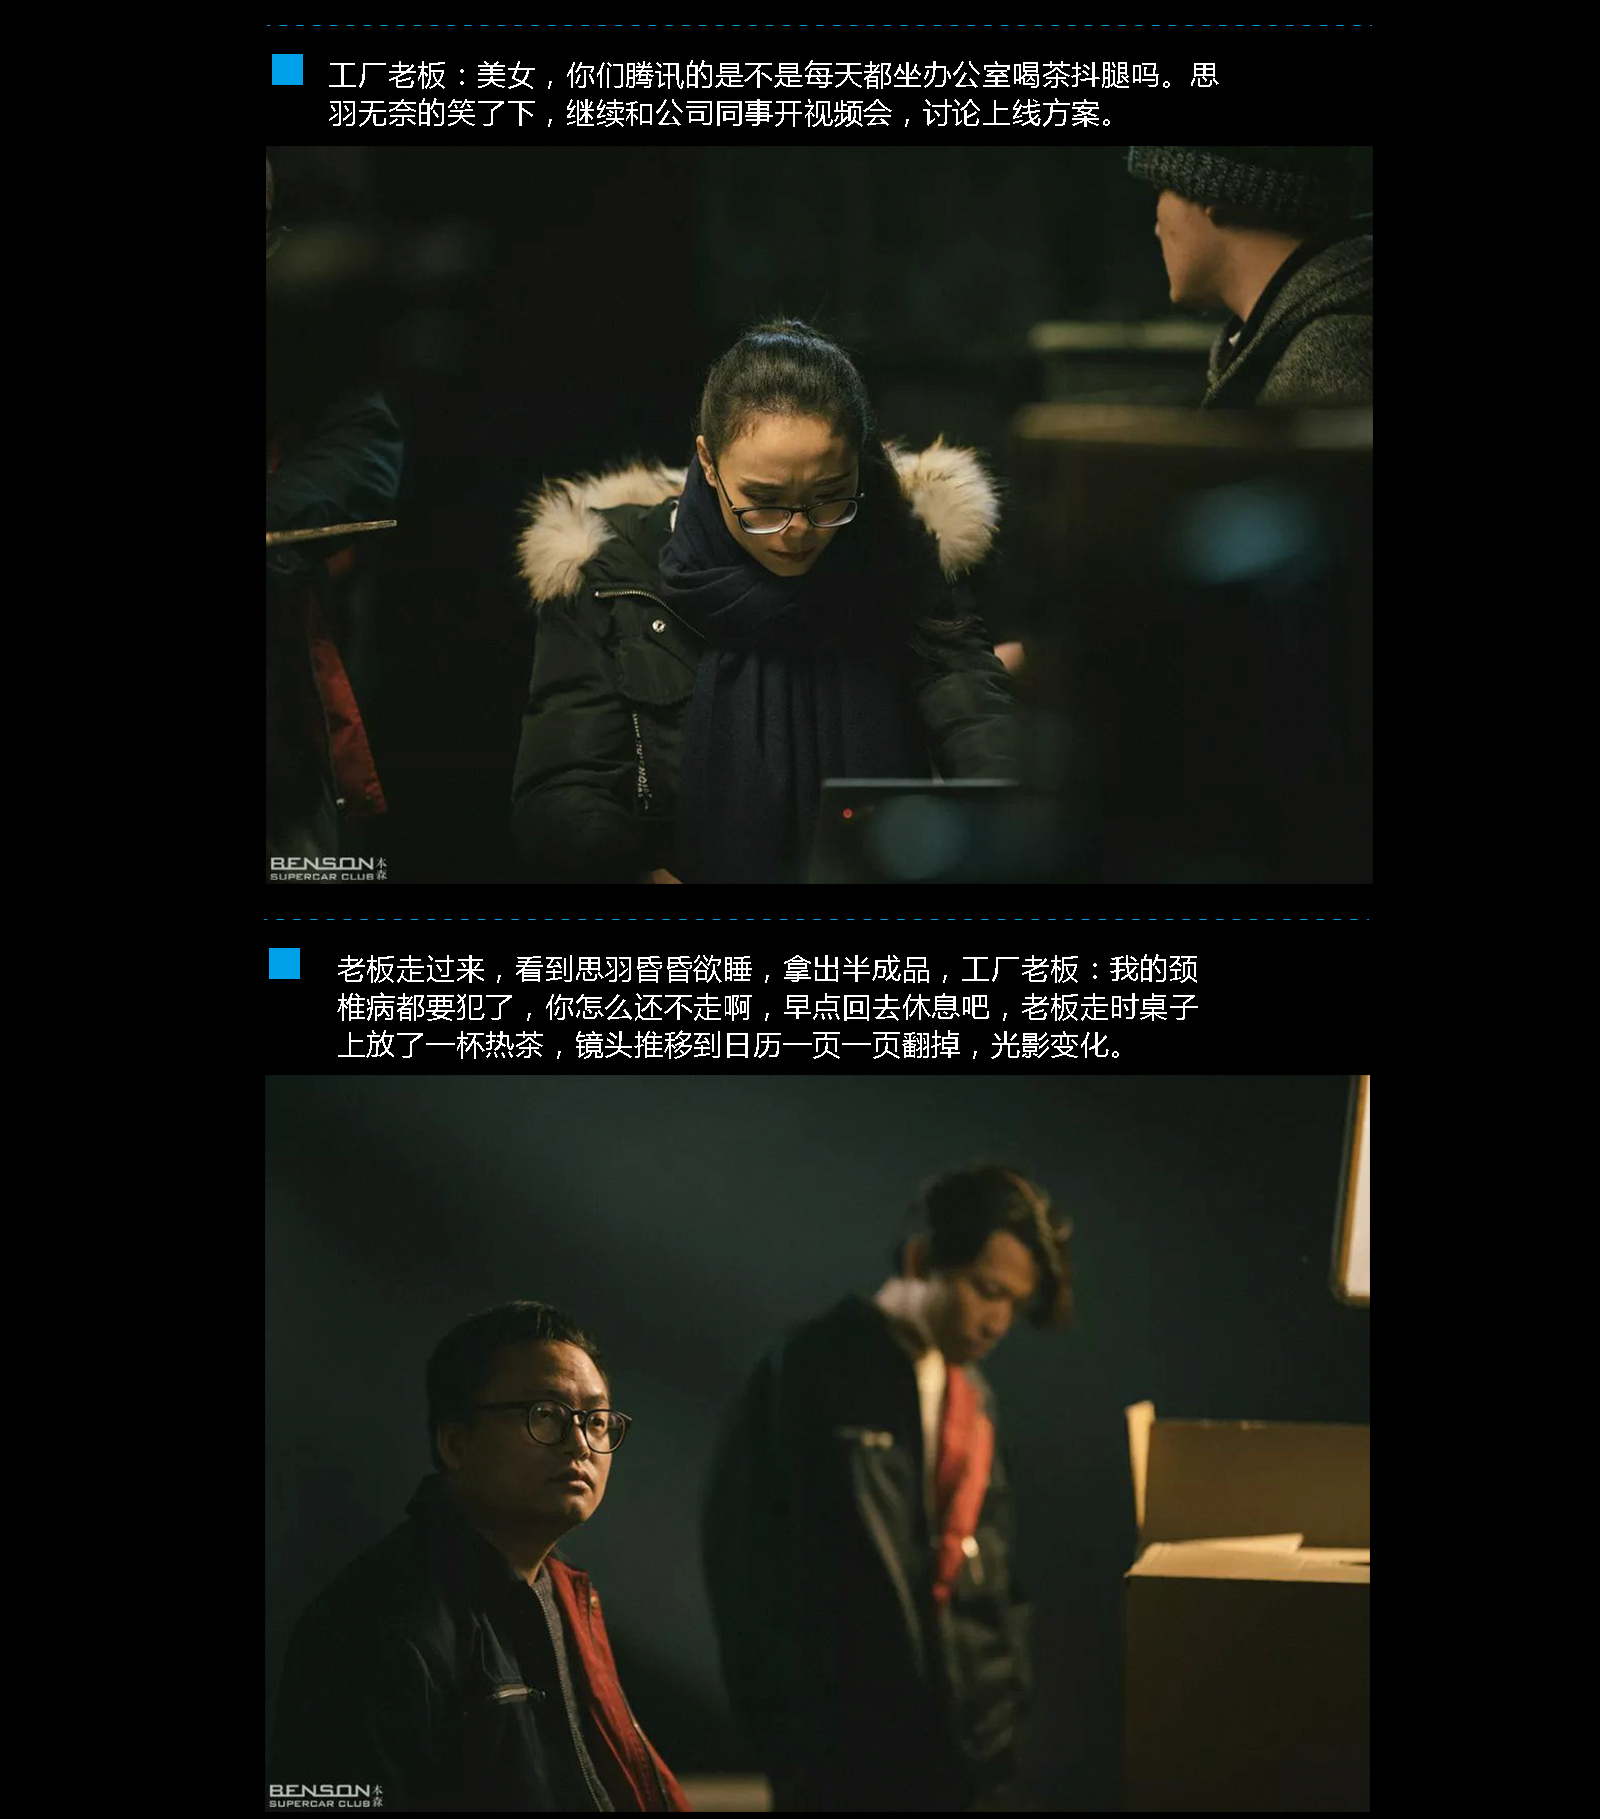 工厂老板：美女，你们腾讯的是不是每天都坐办公室喝茶抖腿吗。思
羽无奈的笑了下，继续和公司同事开视频会，讨论上线方案。
BENSON本森
SUPERCAR CLUB
老板走过来，看到思羽昏昏欲睡，拿出半成品，工厂老板：我的颈
椎病都要犯了，你怎么还不走啊，早点回去休息吧，老板走时桌子
上放了一杯热茶，镜头推移到日历一页一页翻掉，光影变化。
BENSON本森
SUPERCAR CLUB